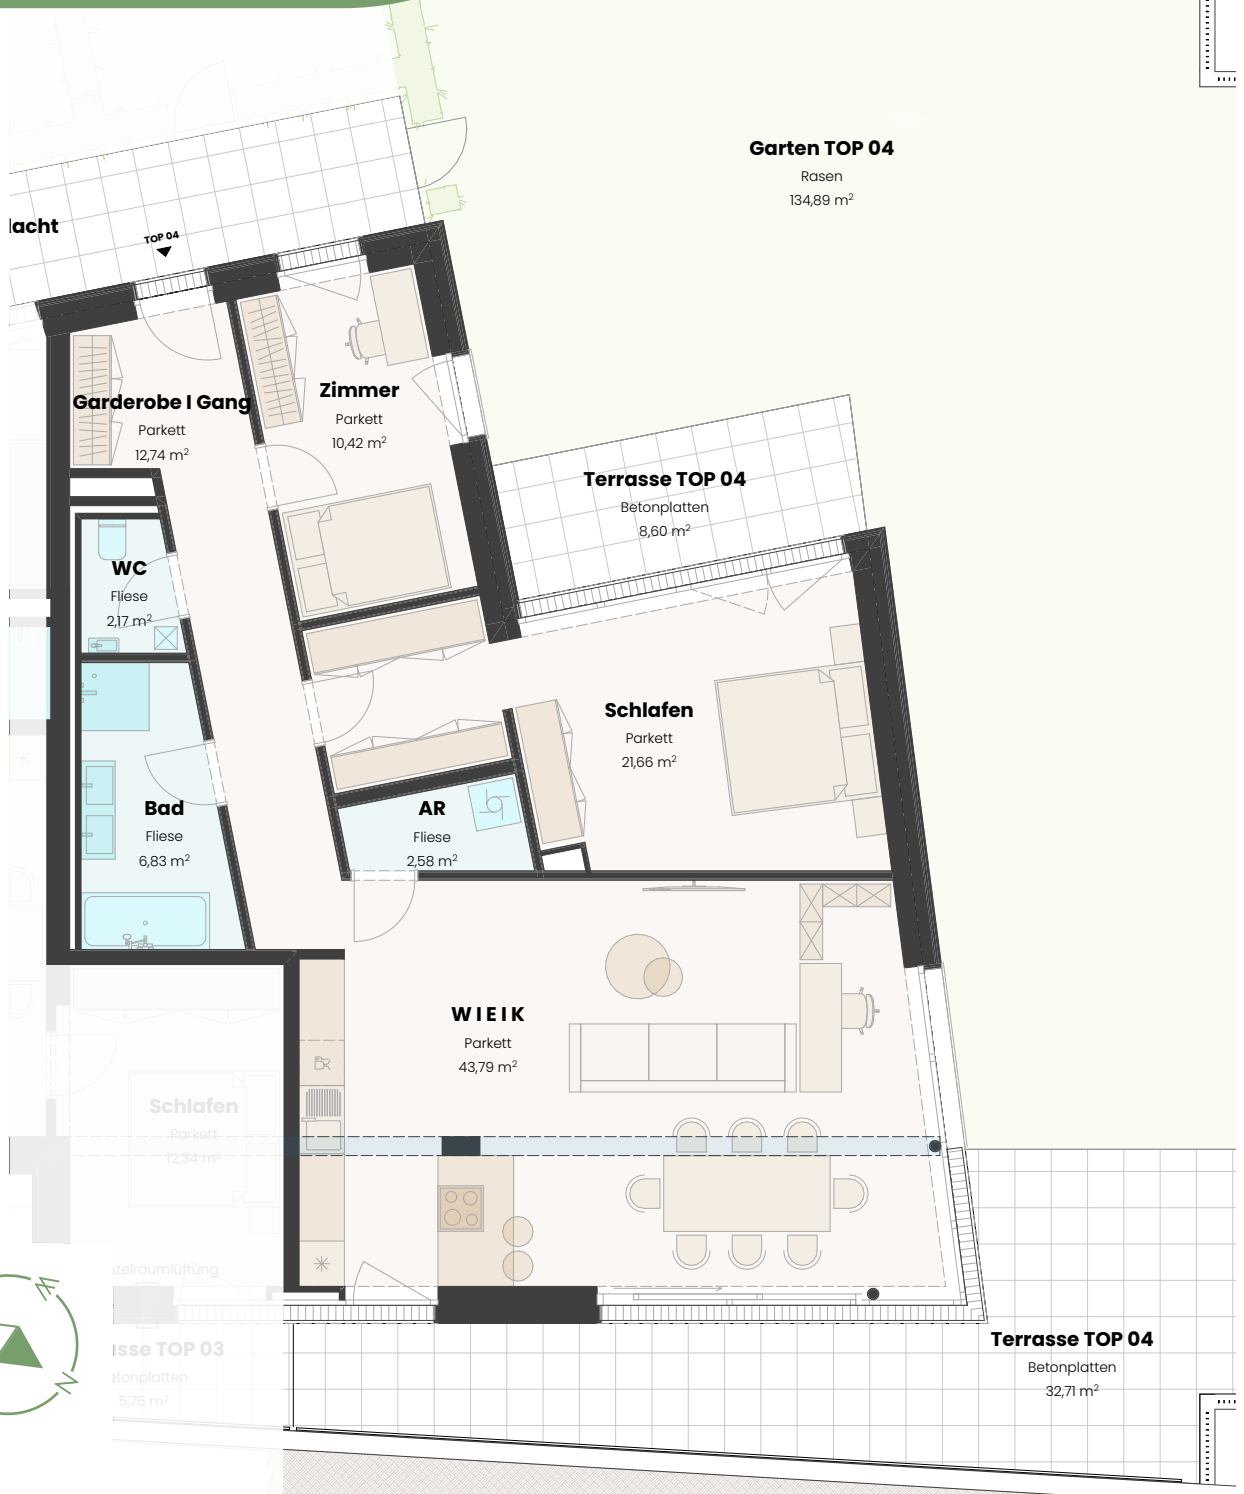 Garten TOP 04
Rasen
134,89 m²
lacht
TOP 04
Zimmer
Parkett
10,42 m²
Garderobe I Gang
Parkett
12,74 m²
Terrasse TOP 04
Betonplatten
8,60 m²
WC
Fliese
2,17 m²
Schlafen
Parkett
21,66 m²
Bad
Fliese
6,83 m²
AR
Fliese
2,58 m²
W I E I K
Parkett
43,79 m²
Schlafen
Parkett
12,34 m²
zelraumlüftung
sse TOP 03
tonplatten
5,75 m²
Terrasse TOP 04
Betonplatten
32,71 m²
N